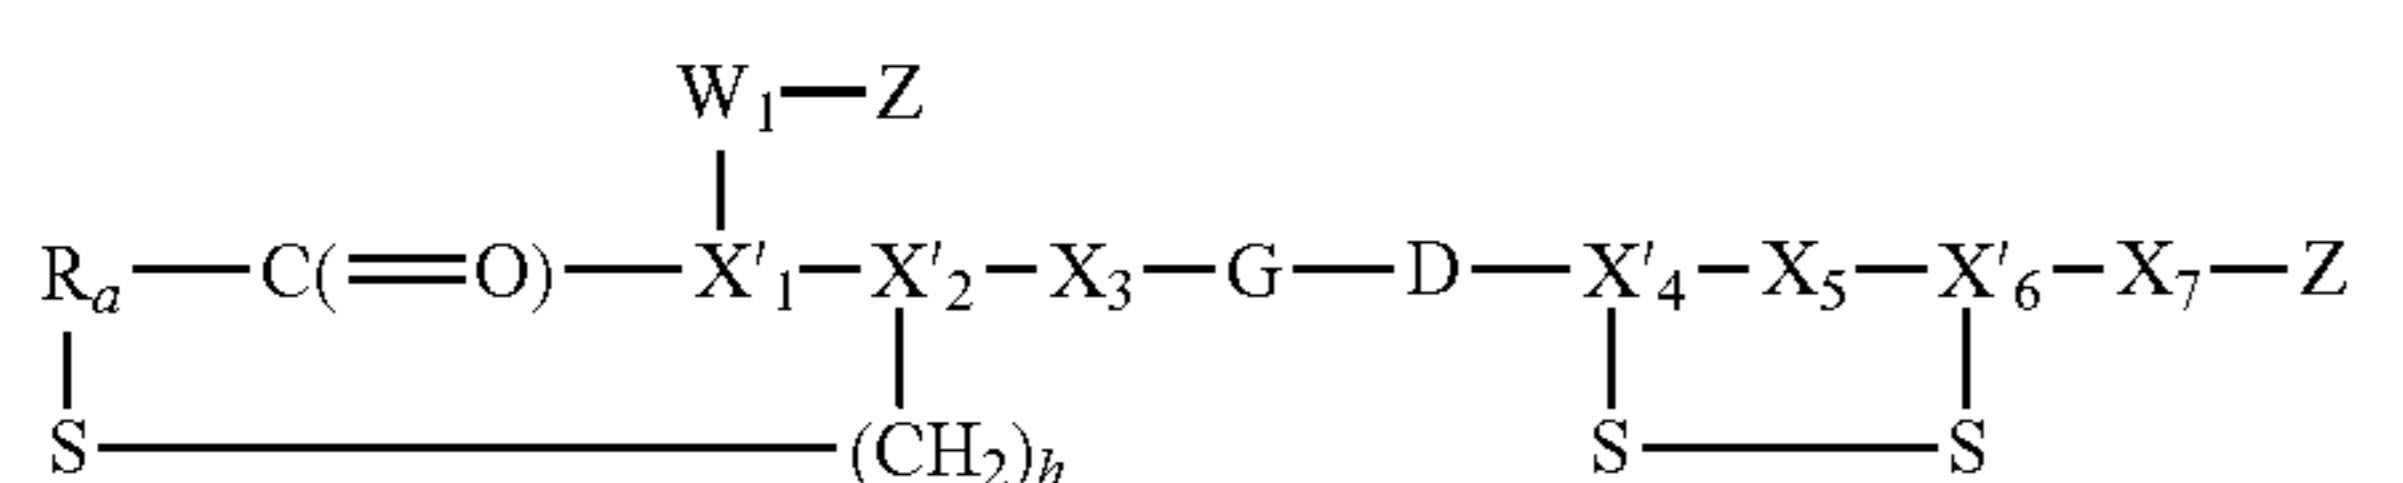 W₁—Z
Rₐ—C(=O)—X'₁—X'₂—X₃—G—D—X'₄—X₅—X'₆—X₇—Z
S—(CH₂)ₕ S—S